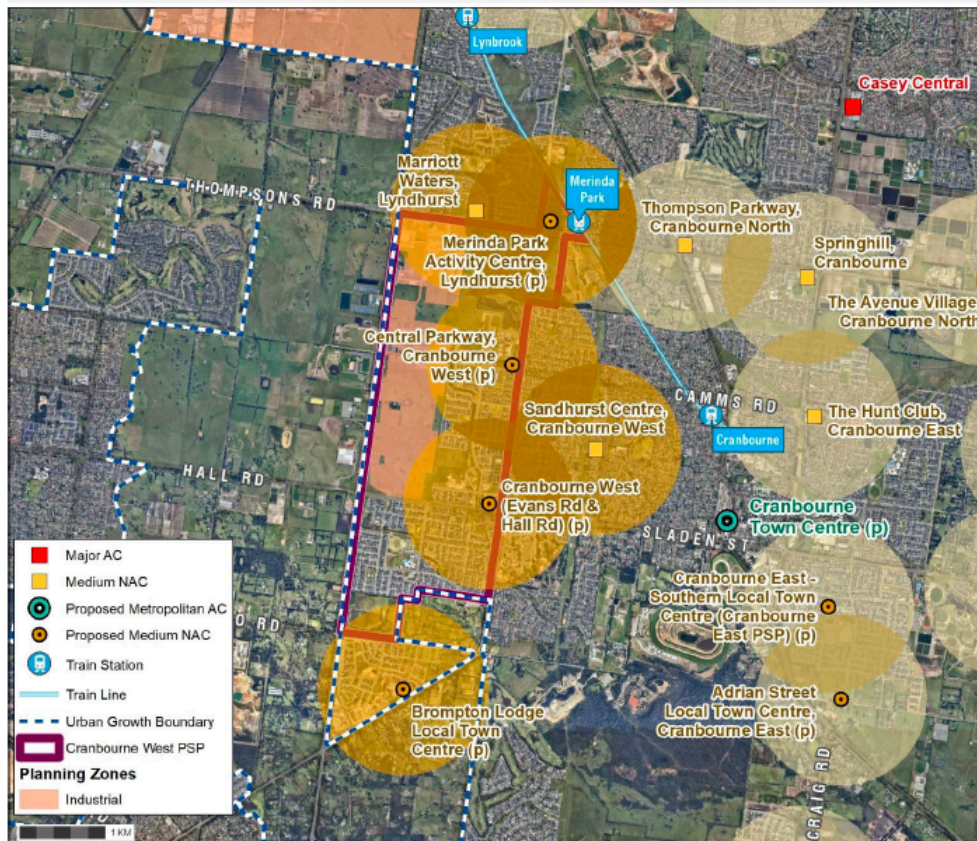 Lynbrook
Casey Central
THOMPSONS RD
Marriott
Waters,
Lyndhurst
Merinda
Park
Merinda Park
Activity Centre,
Lyndhurst (p)
Thompson Parkway,
Cranbourne North
Springhill,
Cranbourne
The Avenue Village
Cranbourne North
Central Parkway,
Cranbourne
West (p)
CAMMS RD
Sandhurst Centre,
Cranbourne West
Cranbourne
The Hunt Club,
Cranbourne East
HALL RD
Cranbourne West
(Evans Rd &
Hall Rd) (p)
Cranbourne
Town Centre (p)
SLADEN ST
Cranbourne East -
Southern Local Town
Centre (Cranbourne
East PSP) (p)
Adrian Street
Local Town Centre,
Cranbourne East (p)
Brompton Lodge
Local Town
Centre (p)
CRAIG RD
RD
Major AC
Medium NAC
Proposed Metropolitan AC
Proposed Medium NAC
Train Station
Train Line
Urban Growth Boundary
Cranbourne West PSP
Planning Zones
Industrial
1 KM